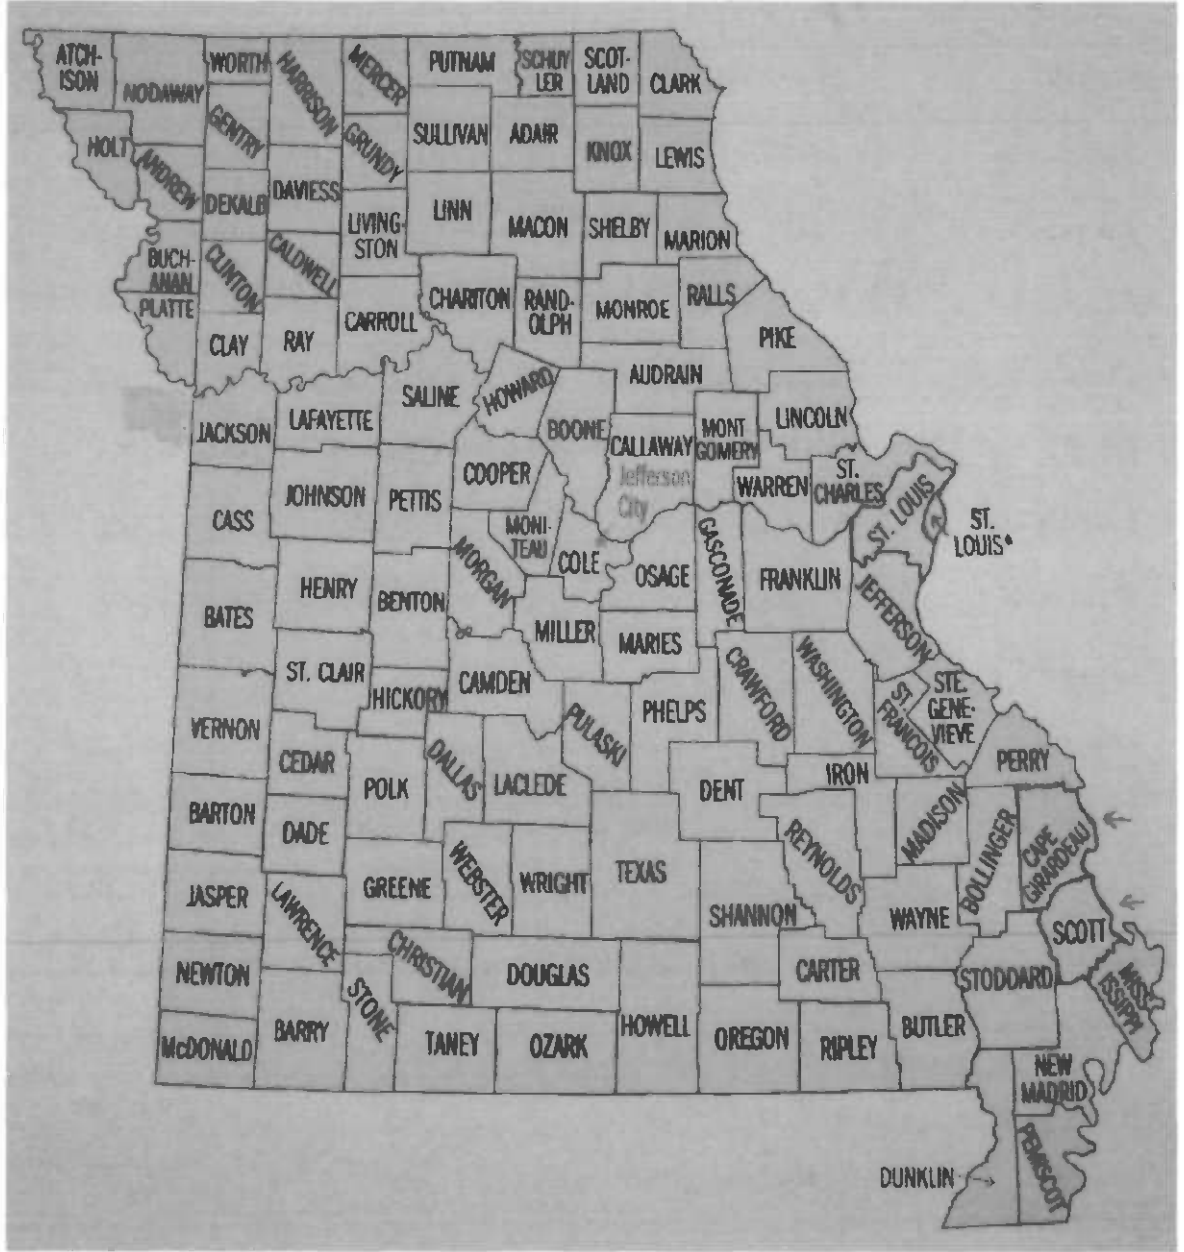 ATCH-
ISON
NODAWAY
WORTH
HARRISON
MERCER
PUTNAM
SCHUY
LER
SCOT-
LAND
CLARK
HOLT
ANDREW
GENTRY
GRUNDY
SULLIVAN
ADAIR
KNOX
LEWIS
DEKALB
DAVIESS
LIVING-
STON
LINN
MACON
SHELBY
MARION
BUCH-
ANAN
CLINTON
CALDWELL
PLATTE
CLAY
RAY
CARROLL
CHARITON
RAND-
OLPH
MONROE
RALLS
PIKE
JACKSON
LAFAYETTE
SALINE
HOWARD
BOONE
AUDRAIN
CALLAWAY
Jefferson
City
MONT
GOMERY
LINCOLN
WARREN
ST.
CHARLES
ST. LOUIS
ST.
LOUIS*
CASS
JOHNSON
PETTIS
COOPER
MONI-
TEAU
MORGAN
COLE
OSAGE
GASCONADE
FRANKLIN
JEFFERSON
BATES
HENRY
BENTON
MILLER
MARIES
ST. CLAIR
HICKORY
CAMDEN
PULASKI
PHELPS
CRAWFORD
WASHINGTON
ST.
FRANCOIS
STE.
GENE-
VIEVE
PERRY
VERNON
CEDAR
POLK
DALLAS
LACLEDE
DENT
IRON
MADISON
BOLLINGER
CAPE
GIRARDEAU
BARTON
DADE
GREENE
WEBSTER
WRIGHT
TEXAS
REYNOLDS
SHANNON
WAYNE
SCOTT
JASPER
LAWRENCE
CHRISTIAN
DOUGLAS
CARTER
STODDARD
MISS-
ISSIPPI
NEWTON
STONE
McDONALD
BARRY
TANEY
OZARK
HOWELL
OREGON
RIPLEY
BUTLER
NEW
MADRID
DUNKLIN
PEMISCOT